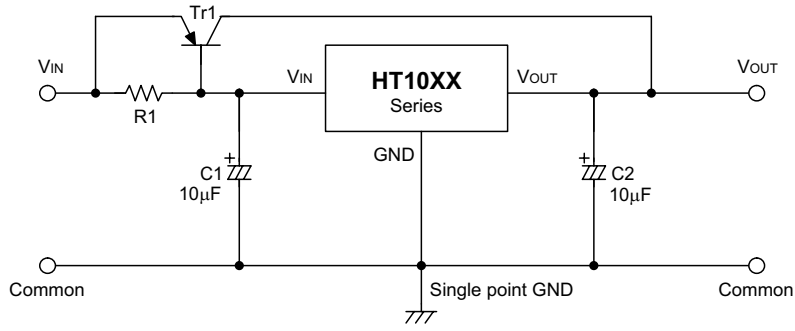 Tr1
VIN
R1
VIN
HT10XX
Series
VOUT
VOUT
GND
C1
10μF
C2
10μF
Common
Single point GND
Common
+
+